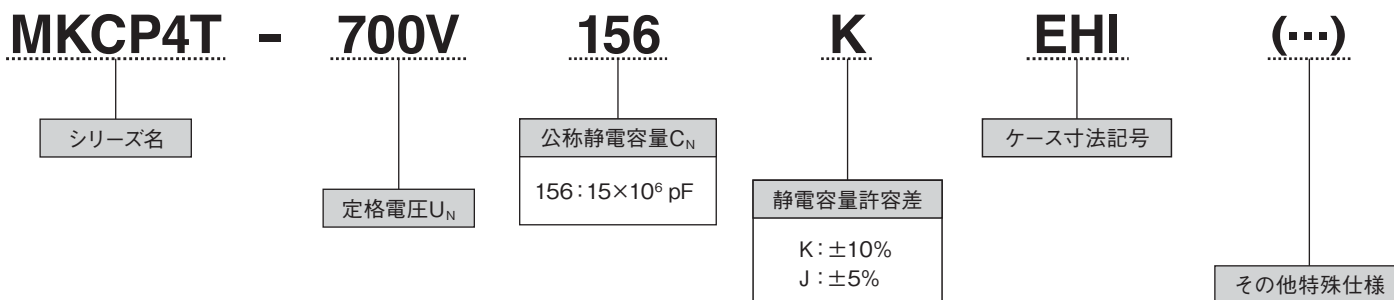 MKCP4T - 700V 156 K EHI (…)
シリーズ名
定格電圧UN
公称静電容量CN
156：15×10⁶ pF
静電容量許容差
K：±10%
J：±5%
ケース寸法記号
その他特殊仕様